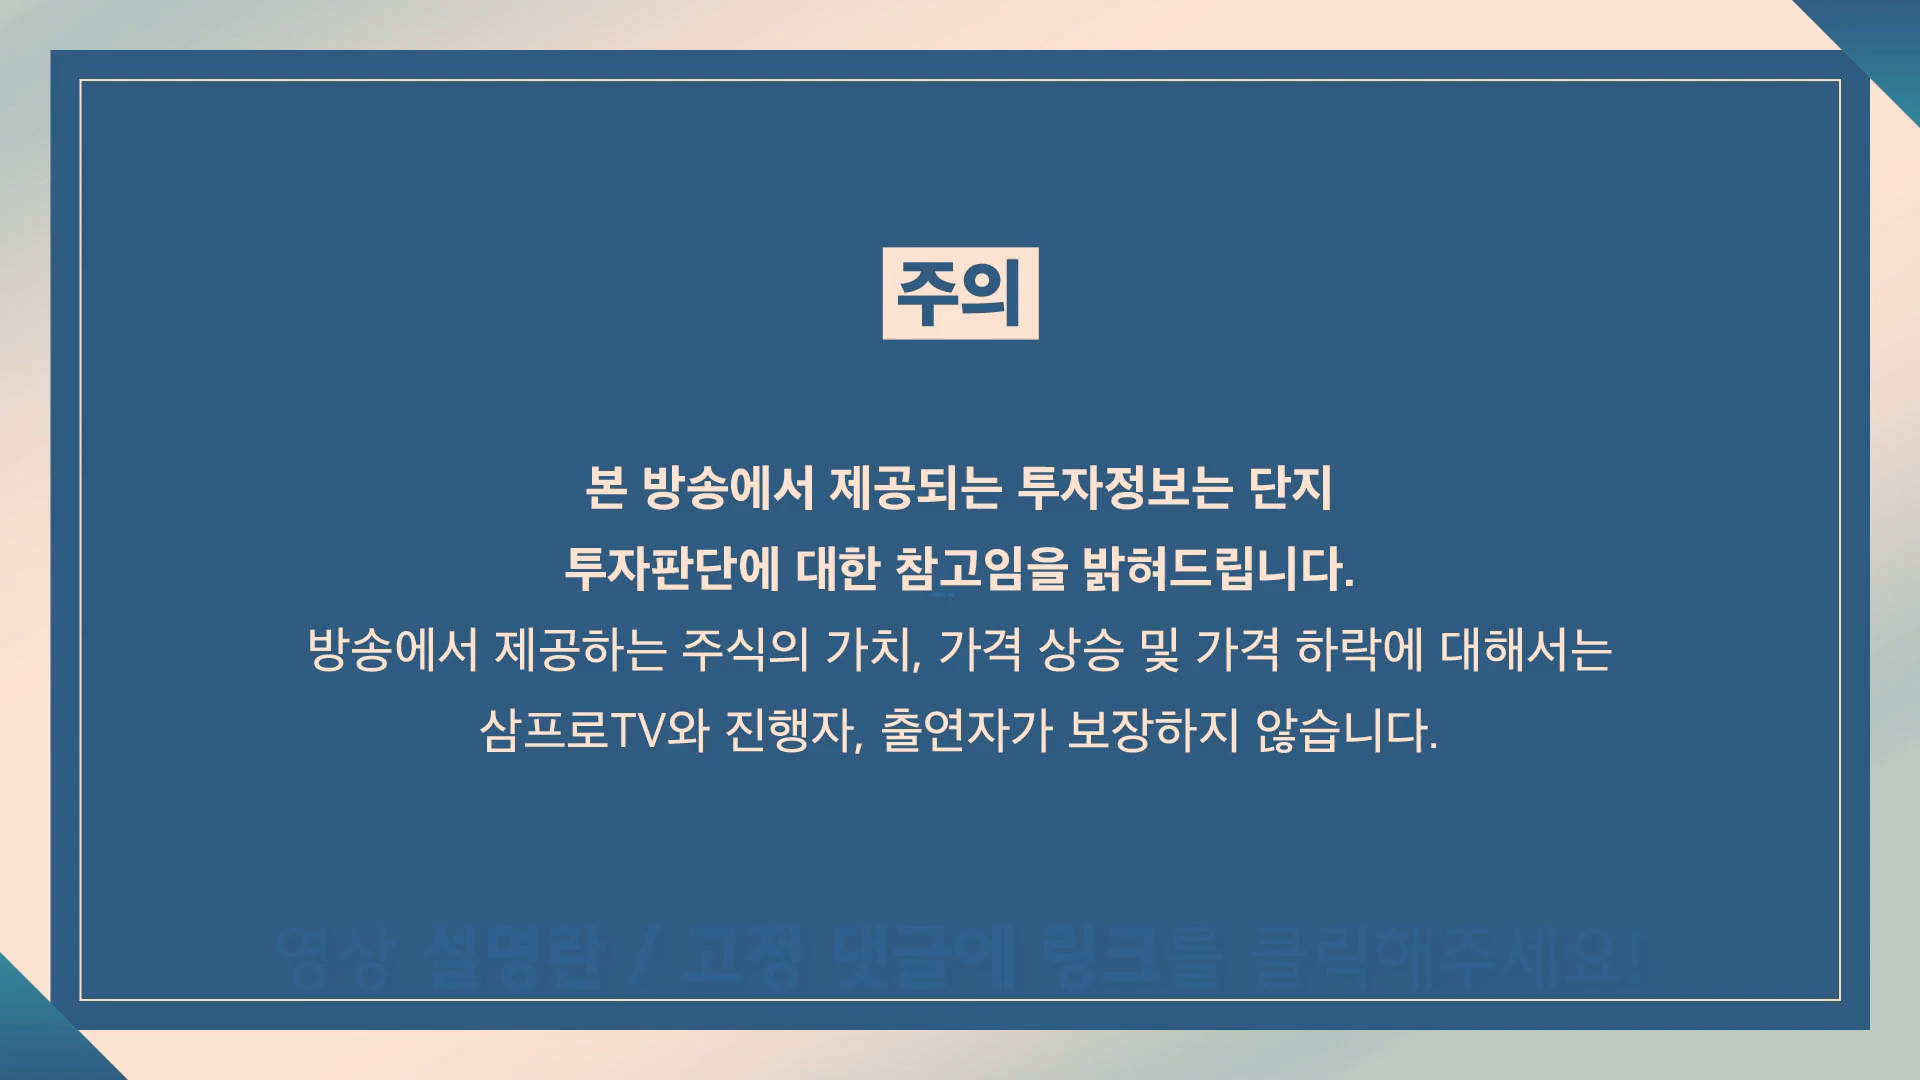 주의
본 방송에서 제공되는 투자정보는 단지
투자판단에 대한 참고임을 밝혀드립니다.
방송에서 제공하는 주식의 가치, 가격 상승 및 가격 하락에 대해서는
삼프로TV와 진행자, 출연자가 보장하지 않습니다.
영상 설명란 / 고정 댓글에 링크를 클릭해주세요!